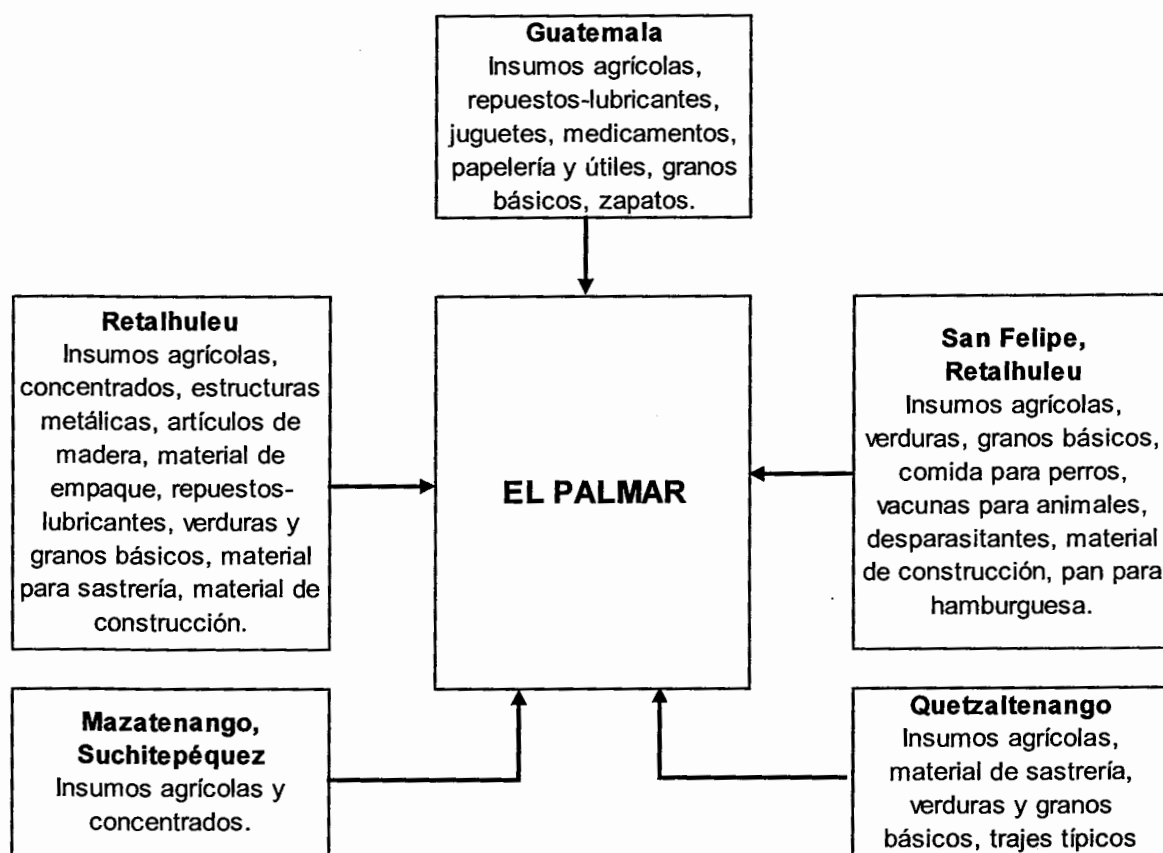 Guatemala
Insumos agrícolas,
repuestos-lubricantes,
juguetes, medicamentos,
papelería y útiles, granos
básicos, zapatos.
Retalhuleu
Insumos agrícolas,
concentrados, estructuras
metálicas, artículos de
madera, material de
empaque, repuestos-
lubricantes, verduras y
granos básicos, material
para sastrería, material de
construcción.
EL PALMAR
San Felipe,
Retalhuleu
Insumos agrícolas,
verduras, granos básicos,
comida para perros,
vacunas para animales,
desparasitantes, material
de construcción, pan para
hamburguesa.
Mazatenango,
Suchitepéquez
Insumos agrícolas y
concentrados.
Quetzaltenango
Insumos agrícolas,
material de sastrería,
verduras y granos
básicos, trajes típicos